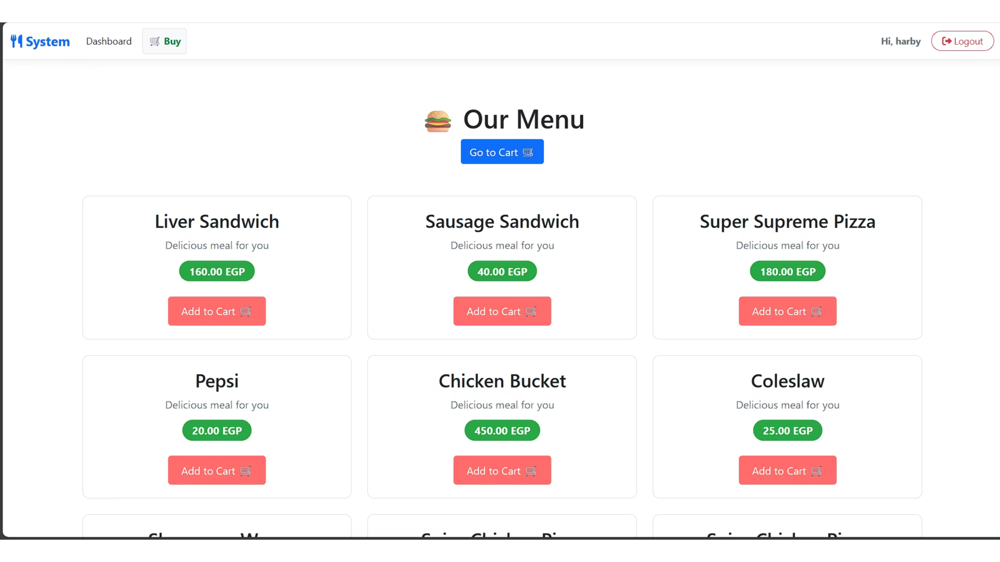 System Dashboard Buy Hi, harby Logout
Our Menu
Go to Cart
Liver Sandwich Sausage Sandwich Super Supreme Pizza
Delicious meal for you Delicious meal for you Delicious meal for you
160.00 EGP 40.00 EGP 180.00 EGP
Add to Cart Add to Cart Add to Cart
Pepsi Chicken Bucket Coleslaw
Delicious meal for you Delicious meal for you Delicious meal for you
20.00 EGP 450.00 EGP 25.00 EGP
Add to Cart Add to Cart Add to Cart